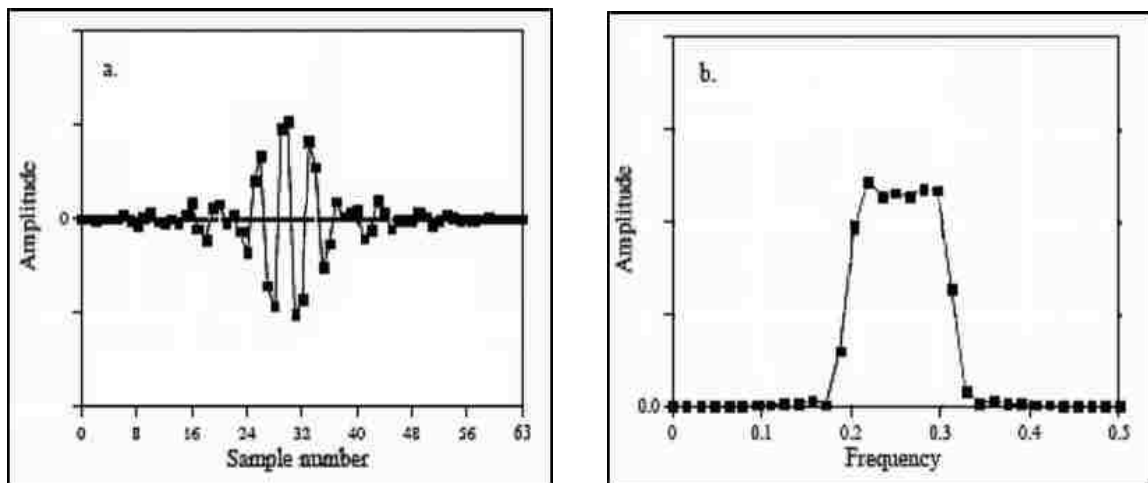 a.
Amplitude
0
0 8 16 24 32 40 48 56 63
Sample number
b.
Amplitude
0.0
0 0.1 0.2 0.3 0.4 0.5
Frequency